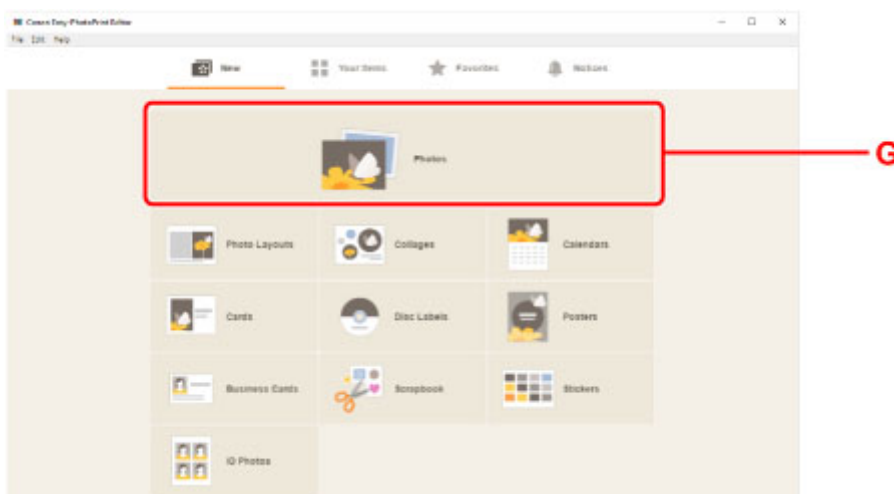 Canon Easy-PhotoPrint Editor
File Edit Help
New Your Items Favorites Notices
Photos
G
Photo Layouts Collages Calendars
Cards Disc Labels Posters
Business Cards Scrapbook Stickers
ID Photos